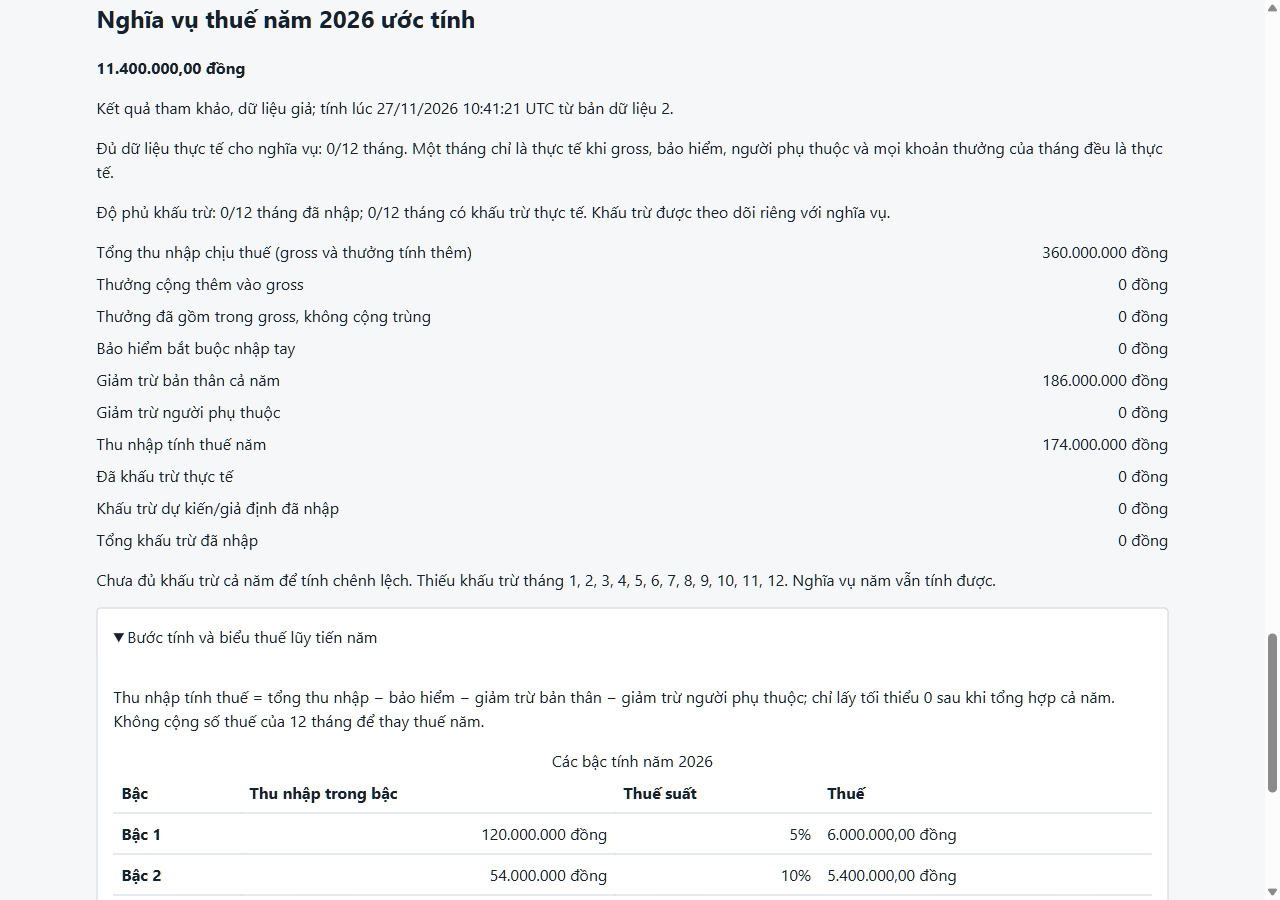 Nghĩa vụ thuế năm 2026 ước tính
11.400.000,00 đồng
Kết quả tham khảo, dữ liệu giả; tính lúc 27/11/2026 10:41:21 UTC từ bản dữ liệu 2.
Đủ dữ liệu thực tế cho nghĩa vụ: 0/12 tháng. Một tháng chỉ là thực tế khi gross, bảo hiểm, người phụ thuộc và mọi khoản thưởng của tháng đều là thực
tế.
Độ phủ khấu trừ: 0/12 tháng đã nhập; 0/12 tháng có khấu trừ thực tế. Khấu trừ được theo dõi riêng với nghĩa vụ.
Tổng thu nhập chịu thuế (gross và thưởng tính thêm) 360.000.000 đồng
Thưởng cộng thêm vào gross 0 đồng
Thưởng đã gồm trong gross, không cộng trùng 0 đồng
Bảo hiểm bắt buộc nhập tay 0 đồng
Giảm trừ bản thân cả năm 186.000.000 đồng
Giảm trừ người phụ thuộc 0 đồng
Thu nhập tính thuế năm 174.000.000 đồng
Đã khấu trừ thực tế 0 đồng
Khấu trừ dự kiến/giả định đã nhập 0 đồng
Tổng khấu trừ đã nhập 0 đồng
Chưa đủ khấu trừ cả năm để tính chênh lệch. Thiếu khấu trừ tháng 1, 2, 3, 4, 5, 6, 7, 8, 9, 10, 11, 12. Nghĩa vụ năm vẫn tính được.
▼ Bước tính và biểu thuế lũy tiến năm
Thu nhập tính thuế = tổng thu nhập − bảo hiểm − giảm trừ bản thân − giảm trừ người phụ thuộc; chỉ lấy tối thiểu 0 sau khi tổng hợp cả năm.
Không cộng số thuế của 12 tháng để thay thuế năm.
Các bậc tính năm 2026
Bậc Thu nhập trong bậc Thuế suất Thuế
Bậc 1 120.000.000 đồng 5% 6.000.000,00 đồng
Bậc 2 54.000.000 đồng 10% 5.400.000,00 đồng